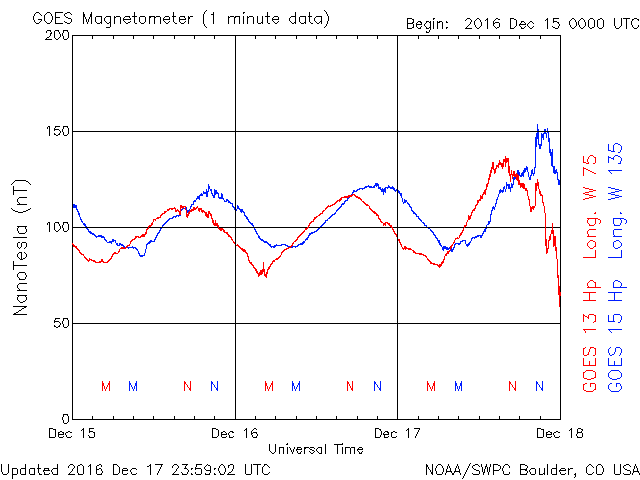 GOES Magnetometer (1 minute data)
Begin: 2016 Dec 15 0000 UTC
200
150
100
50
0
NanoTesla (nT)
M M N N M M N N M M N N
Dec 15 Dec 16 Dec 17 Dec 18
Universal Time
GOES 13 Hp Long. W 75
GOES 15 Hp Long. W 135
Updated 2016 Dec 17 23:59:02 UTC
NOAA/SWPC Boulder, CO USA